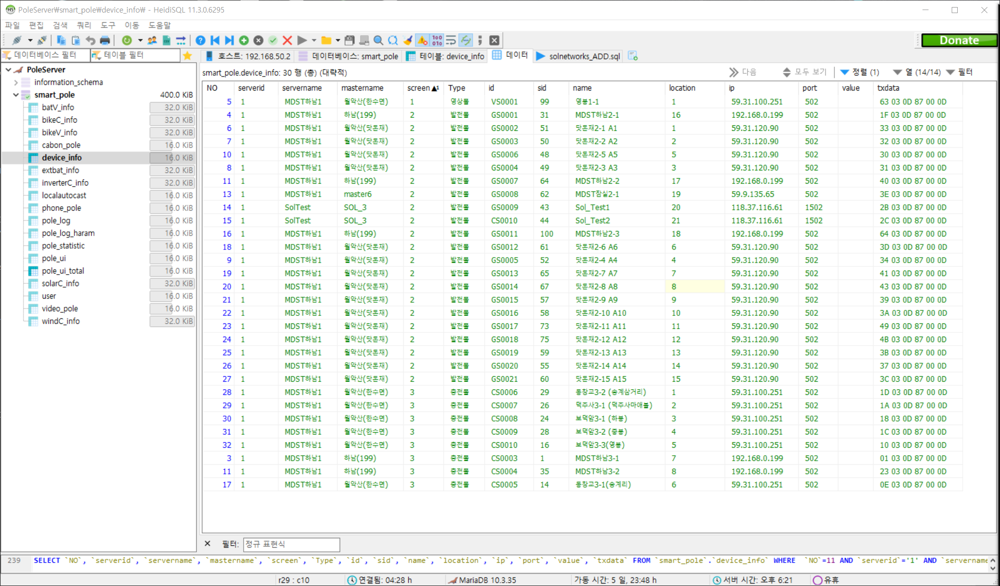 PoleServer₩smart_pole₩device_info₩ - HeidiSQL 11.3.0.6295
파일 편집 검색 쿼리 도구 이동 도움말
Donate
데이터베이스 필터 테이블 필터
호스트: 192.168.50.2 데이터베이스: smart_pole 테이블: device_info 데이터 solnetworks_ADD.sql
PoleServer
information_schema
smart_pole 400.0 KiB
batV_info 32.0 KiB
bikeC_info 32.0 KiB
bikeV_info 32.0 KiB
cabon_pole 16.0 KiB
device_info 16.0 KiB
extbat_info 32.0 KiB
inverterC_info 32.0 KiB
localautocast 16.0 KiB
phone_pole 16.0 KiB
pole_log 16.0 KiB
pole_log_haram 16.0 KiB
pole_statistic 16.0 KiB
pole_ui 16.0 KiB
pole_ui_total 16.0 KiB
solarC_info 32.0 KiB
user 16.0 KiB
video_pole 16.0 KiB
windC_info 32.0 KiB
smart_pole.device_info: 30 행 (총) (대략적) 다음 모두 보기 정렬 (1) 열 (14/14) 필터
NO serverid servername mastername screen Type id sid name location ip port value txdata
5 1 MDST하남1 월악산(한수면) 1 영상폴 VS0001 99 영봉1-1 1 59.31.100.251 502 63 03 0D 87 00 0D
4 1 MDST하남1 하남(199) 2 발전폴 GS0001 31 MDST하남2-1 16 192.168.0.199 502 1F 03 0D 87 00 0D
6 1 MDST하남1 월악산(닷돈재) 2 발전폴 GS0002 51 닷돈재2-1 A1 1 59.31.120.90 502 33 03 0D 87 00 0D
7 1 MDST하남1 월악산(닷돈재) 2 발전폴 GS0003 50 닷돈재2-2 A2 2 59.31.120.90 502 32 03 0D 87 00 0D
10 1 MDST하남1 월악산(닷돈재) 2 발전폴 GS0006 48 닷돈재2-5 A5 5 59.31.120.90 502 30 03 0D 87 00 0D
8 1 MDST하남1 월악산(닷돈재) 2 발전폴 GS0004 49 닷돈재2-3 A3 3 59.31.120.90 502 31 03 0D 87 00 0D
11 1 MDST하남1 하남(199) 2 발전폴 GS0007 64 MDST하남2-2 17 192.168.0.199 502 40 03 0D 87 00 0D
13 1 MDST하남1 master6 2 발전폴 GS0008 62 MDST잠실2-1 19 59.9.135.65 502 3E 03 0D 87 00 0D
14 1 SolTest SOL_3 2 발전폴 GS0009 43 Sol_Test1 20 118.37.116.61 1502 2B 03 0D 87 00 0D
15 1 SolTest SOL_3 2 발전폴 CS0010 44 Sol_Test2 21 118.37.116.61 1502 2C 03 0D 87 00 0D
16 1 MDST하남1 하남(199) 2 발전폴 GS0011 100 MDST하남2-3 18 192.168.0.199 502 64 03 0D 87 00 0D
18 1 MDST하남1 월악산(닷돈재) 2 발전폴 GS0012 61 닷돈재2-6 A6 6 59.31.120.90 502 3D 03 0D 87 00 0D
9 1 MDST하남1 월악산(닷돈재) 2 발전폴 GS0005 52 닷돈재2-4 A4 4 59.31.120.90 502 34 03 0D 87 00 0D
19 1 MDST하남1 월악산(닷돈재) 2 발전폴 GS0013 65 닷돈재2-7 A7 7 59.31.120.90 502 41 03 0D 87 00 0D
20 1 MDST하남1 월악산(닷돈재) 2 발전폴 GS0014 67 닷돈재2-8 A8 8 59.31.120.90 502 43 03 0D 87 00 0D
21 1 MDST하남1 월악산(닷돈재) 2 발전폴 GS0015 57 닷돈재2-9 A9 9 59.31.120.90 502 39 03 0D 87 00 0D
22 1 MDST하남1 월악산(닷돈재) 2 발전폴 GS0016 58 닷돈재2-10 A10 10 59.31.120.90 502 3A 03 0D 87 00 0D
23 1 MDST하남1 월악산(닷돈재) 2 발전폴 GS0017 73 닷돈재2-11 A11 11 59.31.120.90 502 49 03 0D 87 00 0D
24 1 MDST하남1 월악산(닷돈재) 2 발전폴 GS0018 75 닷돈재2-12 A12 12 59.31.120.90 502 4B 03 0D 87 00 0D
25 1 MDST하남1 월악산(닷돈재) 2 발전폴 GS0019 59 닷돈재2-13 A13 13 59.31.120.90 502 3B 03 0D 87 00 0D
26 1 MDST하남1 월악산(닷돈재) 2 발전폴 GS0020 55 닷돈재2-14 A14 14 59.31.120.90 502 37 03 0D 87 00 0D
27 1 MDST하남1 월악산(닷돈재) 2 발전폴 GS0021 60 닷돈재2-15 A15 15 59.31.120.90 502 3C 03 0D 87 00 0D
28 1 MDST하남1 월악산(한수면) 3 충전폴 CS0006 29 동창교3-2 (송계삼거리) 1 59.31.100.251 502 1D 03 0D 87 00 0D
29 1 MDST하남1 월악산(한수면) 3 충전폴 CS0007 26 덕주사3-1 (덕주사마애불) 2 59.31.100.251 502 1A 03 0D 87 00 0D
30 1 MDST하남1 월악산(한수면) 3 충전폴 CS0008 24 보덕암3-1 (하봉) 3 59.31.100.251 502 18 03 0D 87 00 0D
31 1 MDST하남1 월악산(한수면) 3 충전폴 CS0009 28 보덕암3-2 (중봉) 4 59.31.100.251 502 1C 03 0D 87 00 0D
32 1 MDST하남1 월악산(한수면) 3 충전폴 CS0010 16 보덕암3-3(영봉) 5 59.31.100.251 502 10 03 0D 87 00 0D
3 1 MDST하남1 하남(199) 3 충전폴 CS0003 1 MDST하남3-1 7 192.168.0.199 502 01 03 0D 87 00 0D
11 1 MDST하남1 하남(199) 3 충전폴 CS0004 35 MDST하남3-2 8 192.168.0.199 502 23 03 0D 87 00 0D
17 1 MDST하남1 월악산(한수면) 3 충전폴 CS0005 14 동창교3-1(송계리) 6 59.31.100.251 502 0E 03 0D 87 00 0D
필터: 정규 표현식
239 SELECT `NO`, `serverid`, `servername`, `mastername`, `screen`, `Type`, `id`, `sid`, `name`, `location`, `ip`, `port`, `value`, `txdata` FROM `smart_pole`.`device_info` WHERE `NO`=11 AND `serverid`='1' AND `servername
r29 : c10 연결됨: 04:28 h MariaDB 10.3.35 가동 시간: 5 일, 23:48 h 서버 시간: 오후 6:21 유휴